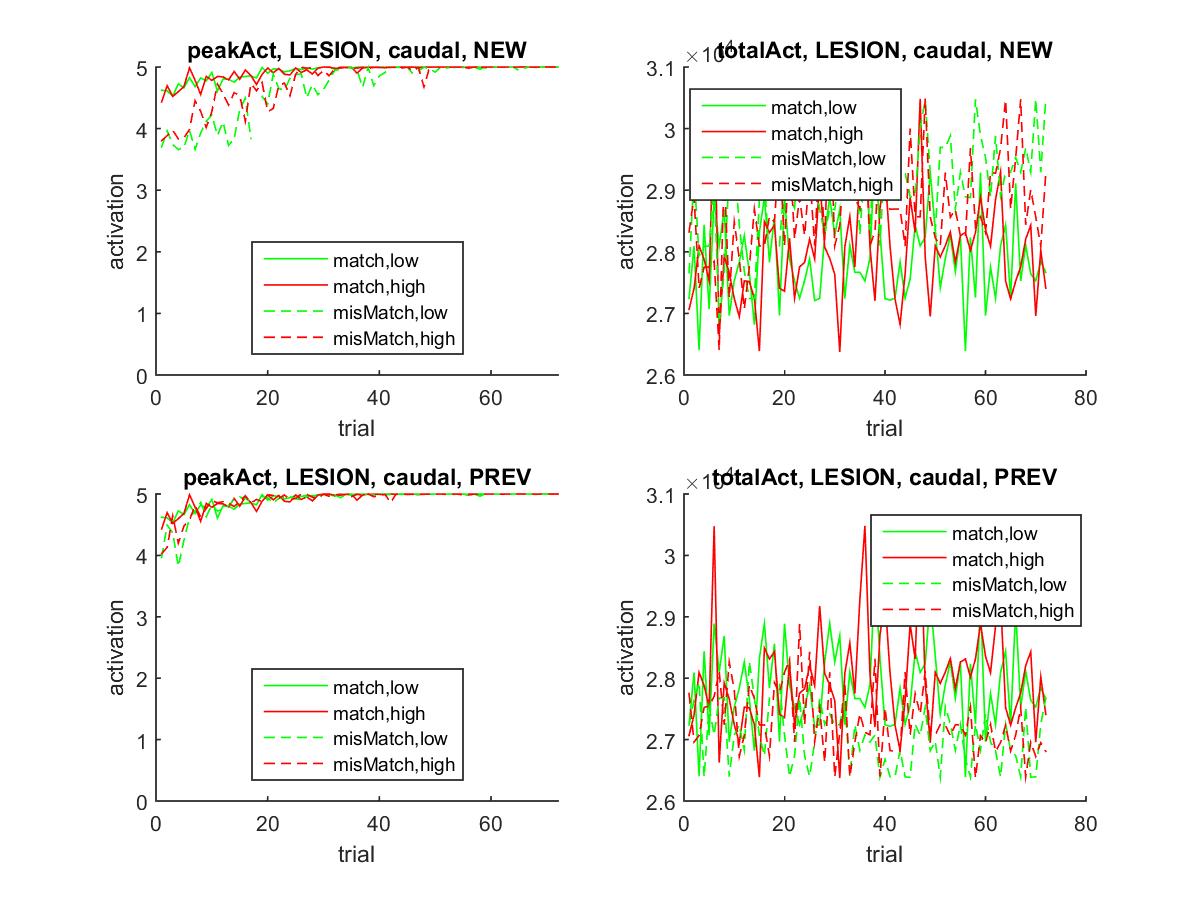 peakAct, LESION, caudal, NEW
5
4
3
2
1
0
activation
match,low
match,high
misMatch,low
misMatch,high
0 20 40 60
trial
totalAct, LESION, caudal, NEW
×10^4
3.1
3
2.9
2.8
2.7
2.6
activation
match,low
match,high
misMatch,low
misMatch,high
0 20 40 60 80
trial
peakAct, LESION, caudal, PREV
5
4
3
2
1
0
activation
match,low
match,high
misMatch,low
misMatch,high
0 20 40 60
trial
totalAct, LESION, caudal, PREV
×10^4
3.1
3
2.9
2.8
2.7
2.6
activation
match,low
match,high
misMatch,low
misMatch,high
0 20 40 60 80
trial